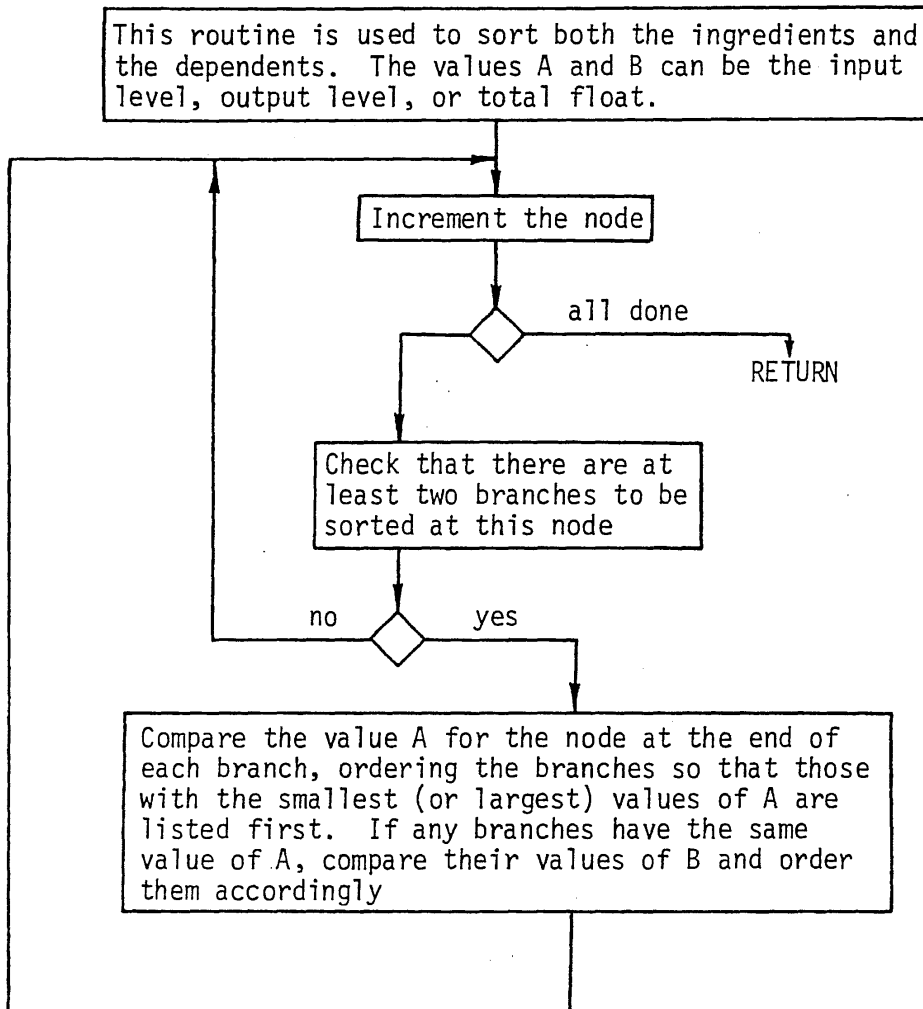 This routine is used to sort both the ingredients and
the dependents. The values A and B can be the input
level, output level, or total float.
Increment the node
all done
RETURN
Check that there are at
least two branches to be
sorted at this node
no
yes
Compare the value A for the node at the end of
each branch, ordering the branches so that those
with the smallest (or largest) values of A are
listed first. If any branches have the same
value of A, compare their values of B and order
them accordingly